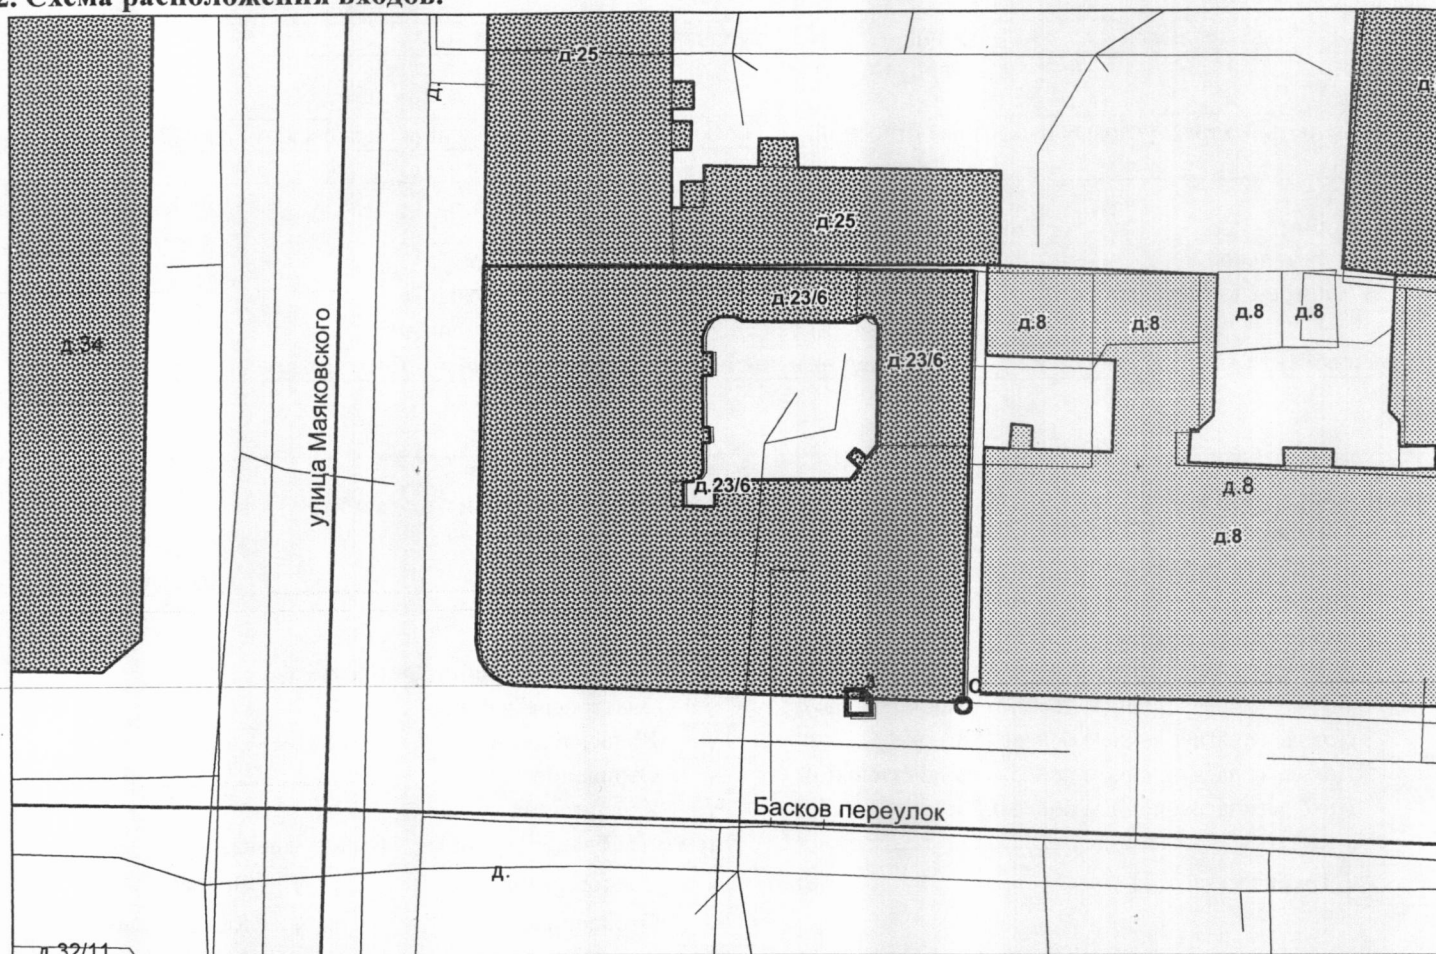 2. Схема расположения входов.
д.25
д.
д.
д.25
д.23/6
д.8
д.8
д.8
д.8
д.34
улица Маяковского
д.23/6
д.23/6
д.8
д.8
Басков переулок
д.
д.32/11